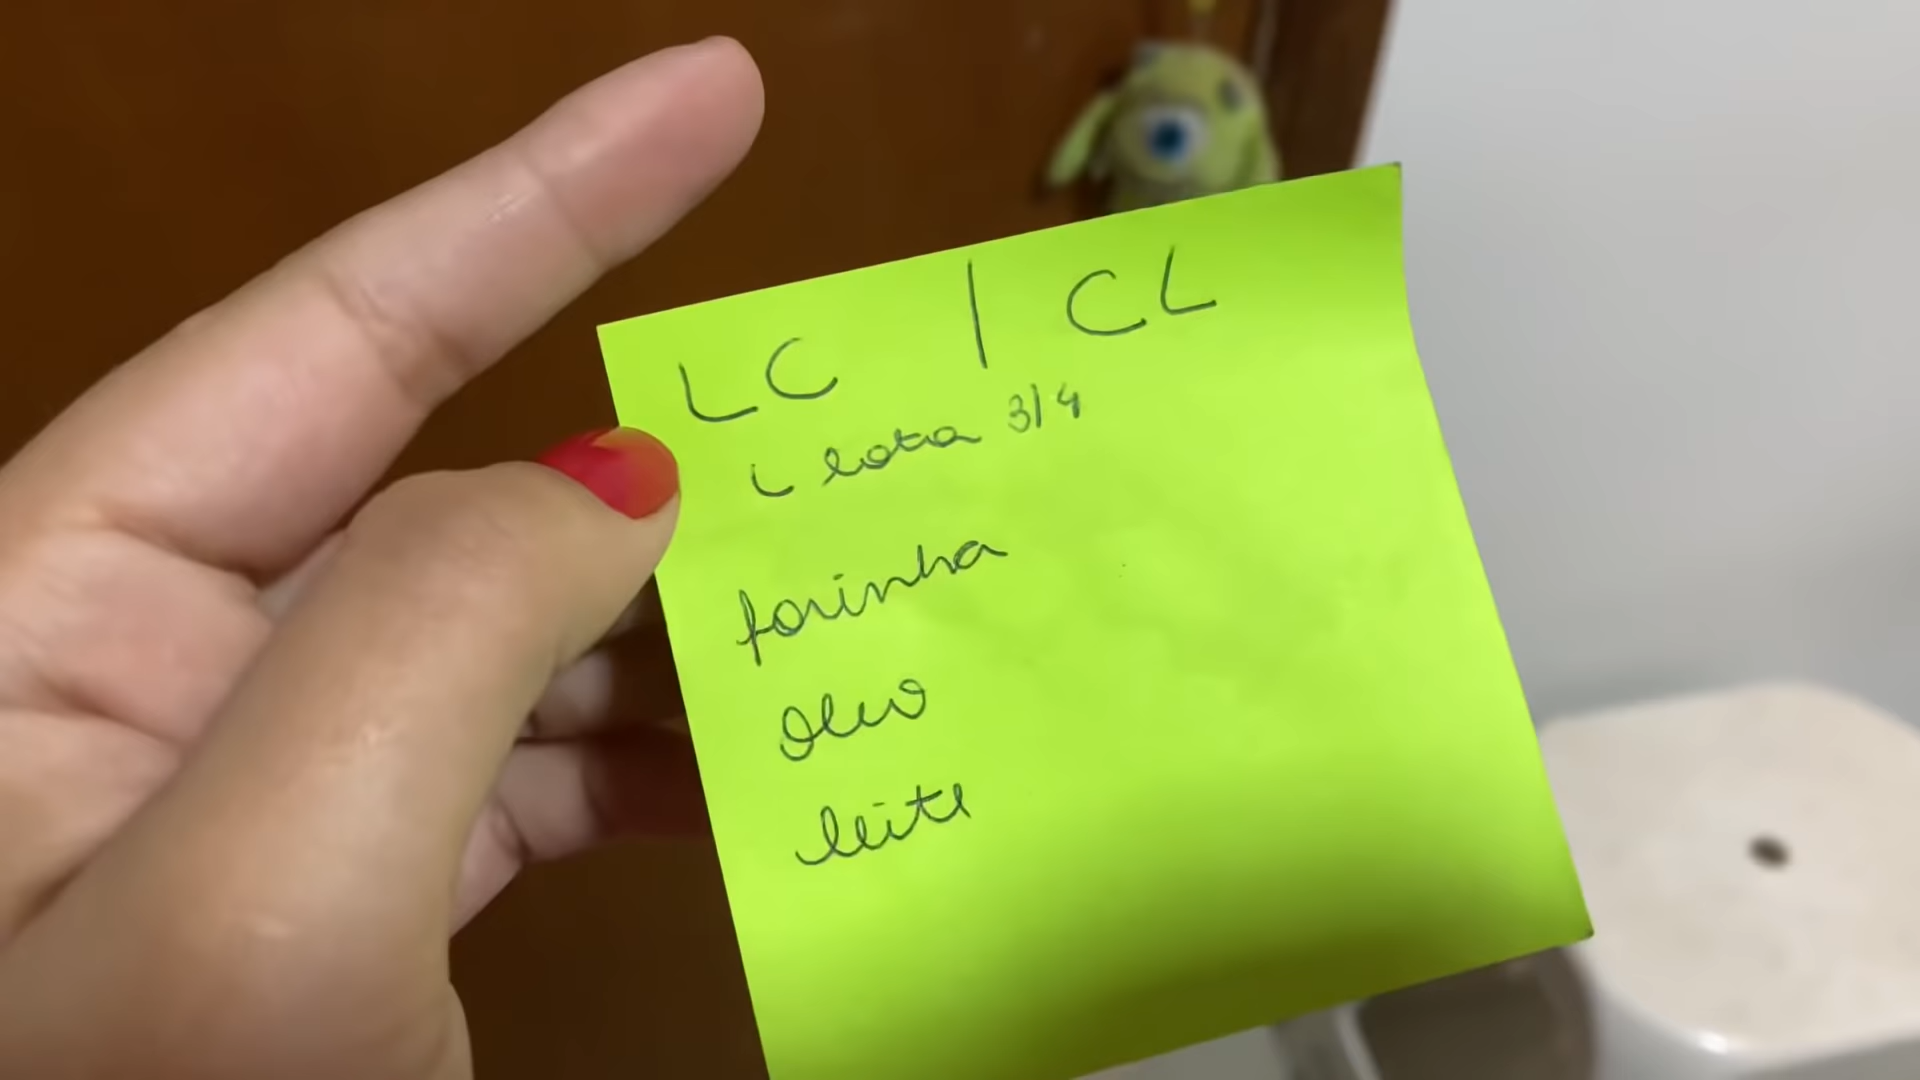 LC | CL
lata 3/4
farinha
oleo
leite